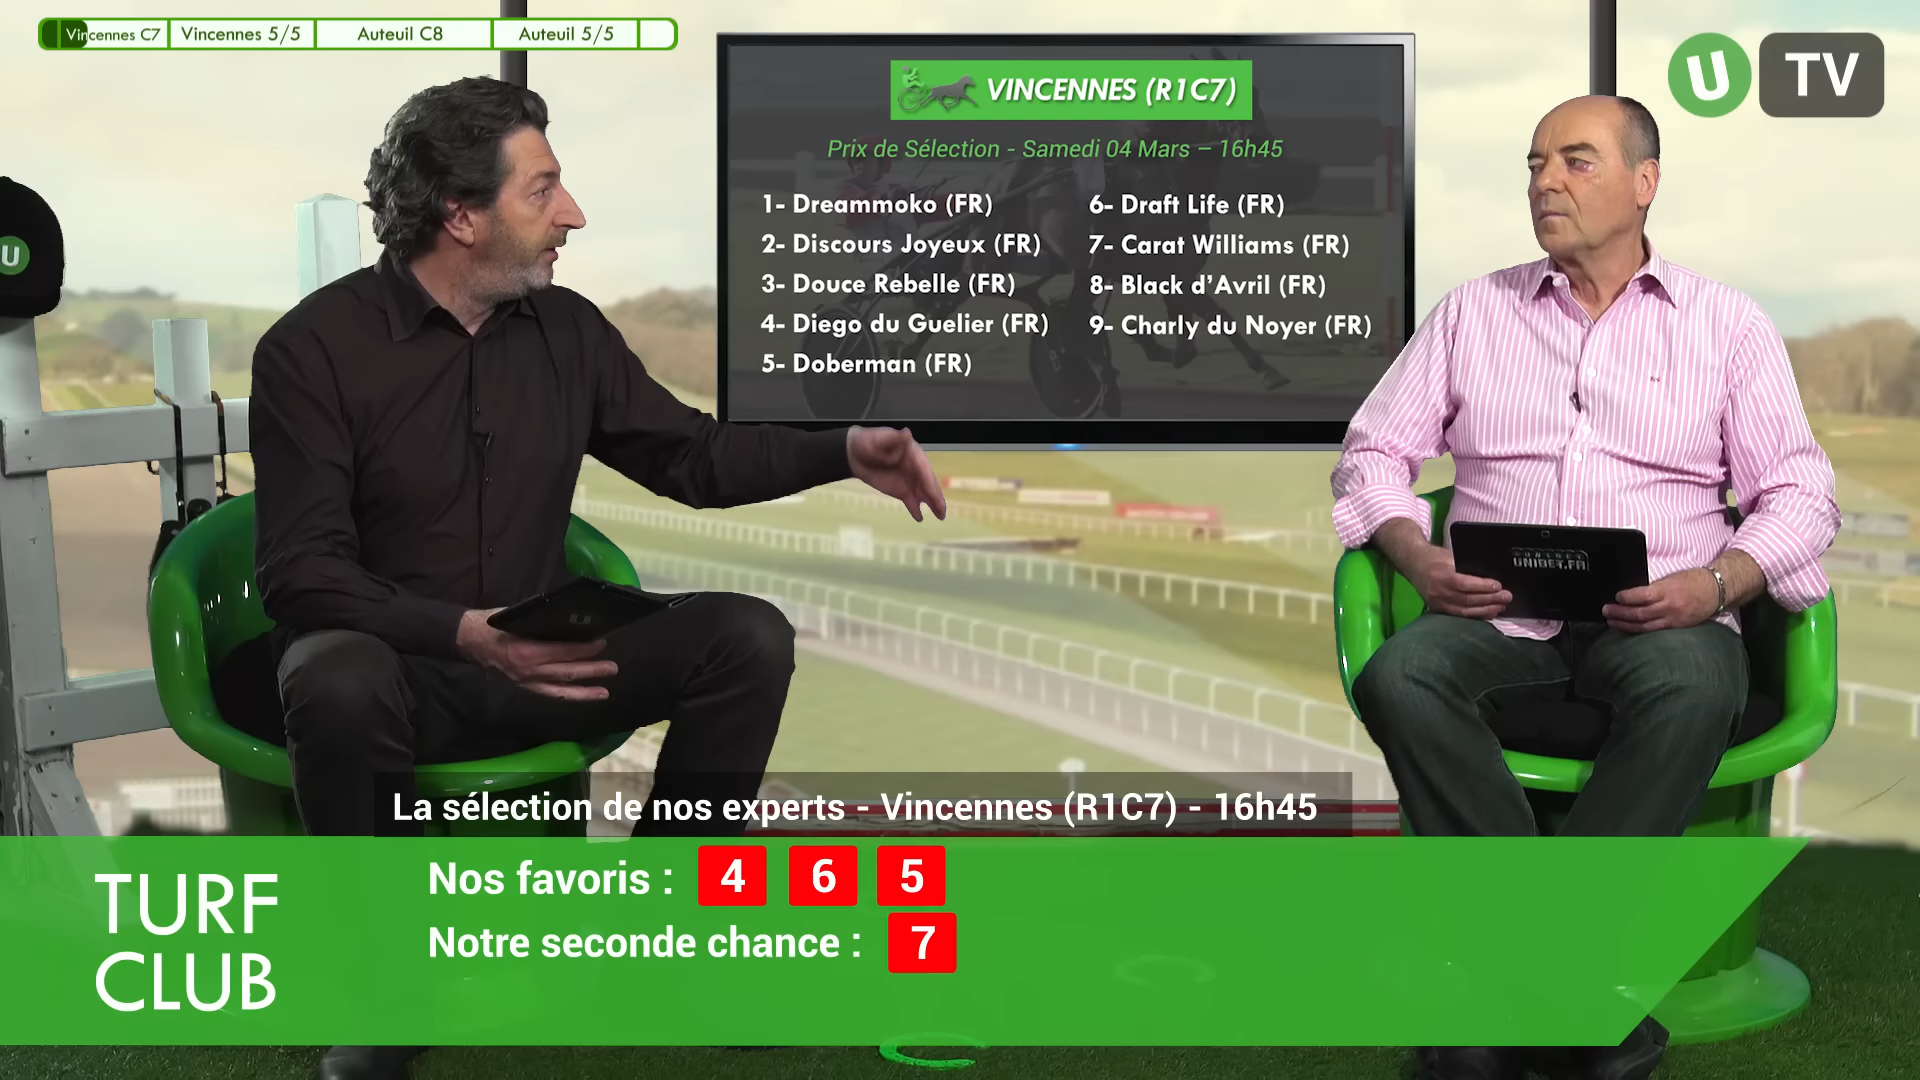 Vincennes C7
Vincennes 5/5
Auteuil C8
Auteuil 5/5
U TV
U
VINCENNES (R1C7)
Prix de Sélection - Samedi 04 Mars – 16h45
1- Dreammoko (FR)
2- Discours Joyeux (FR)
3- Douce Rebelle (FR)
4- Diego du Guelier (FR)
5- Doberman (FR)
6- Draft Life (FR)
7- Carat Williams (FR)
8- Black d’Avril (FR)
9- Charly du Noyer (FR)
UNIBET.FR
La sélection de nos experts - Vincennes (R1C7) - 16h45
TURF
CLUB
Nos favoris : 4 6 5
Notre seconde chance : 7